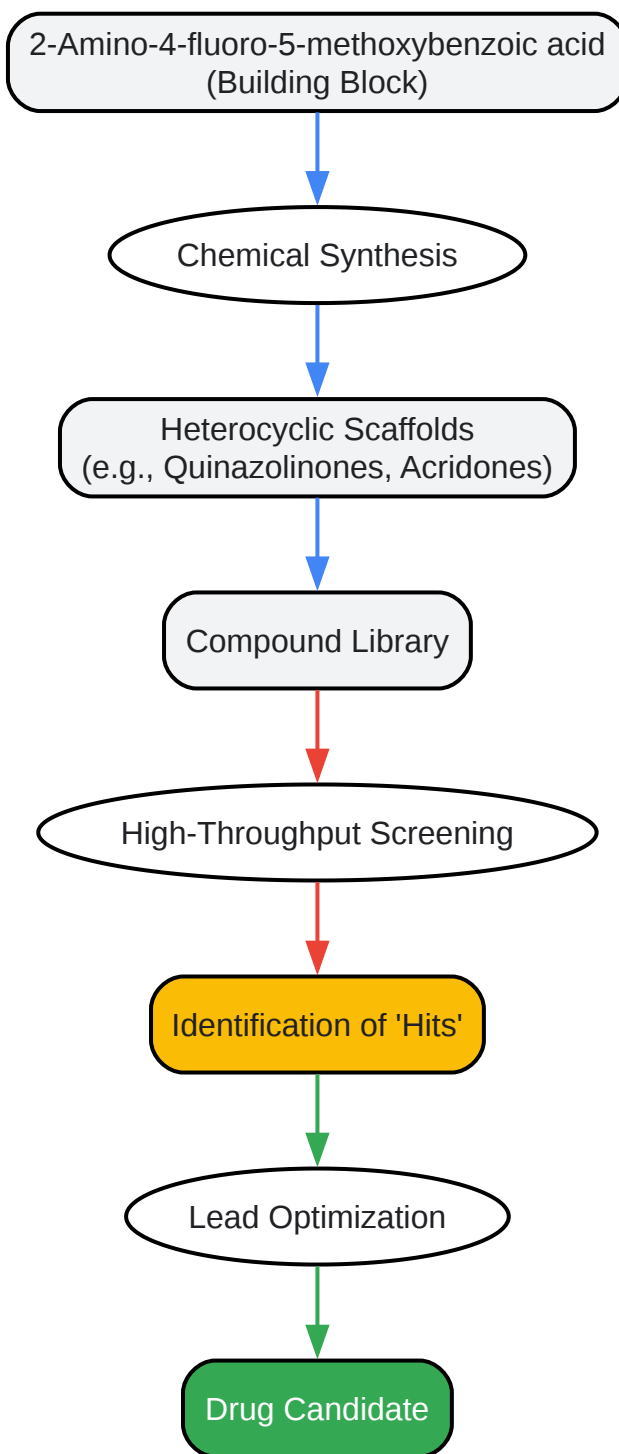 2-Amino-4-fluoro-5-methoxybenzoic acid
(Building Block)
Chemical Synthesis
Heterocyclic Scaffolds
(e.g., Quinazolinones, Acridones)
Compound Library
High-Throughput Screening
Identification of 'Hits'
Lead Optimization
Drug Candidate